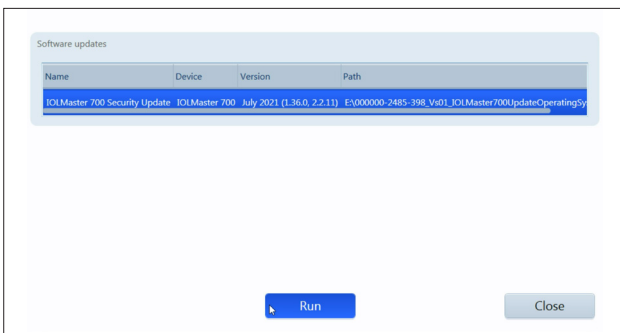 Software updates
Name Device Version Path
IOLMaster 700 Security Update IOLMaster 700 July 2021 (1.36.0, 2.2.11) E:\000000-2485-398_Vs01_IOLMaster700UpdateOperatingSy
Run Close